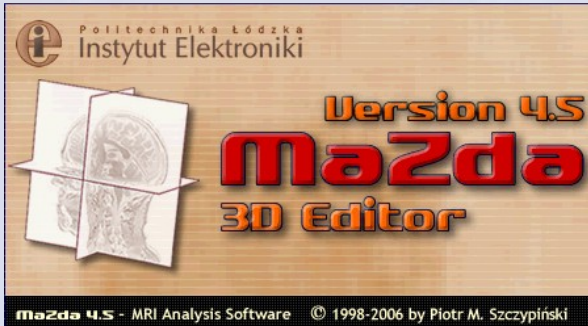 Politechnika Łódzka
Instytut Elektroniki
Version 4.5
MaZda
3D Editor
MaZda 4.5 - MRI Analysis Software © 1998-2006 by Piotr M. Szczypiński